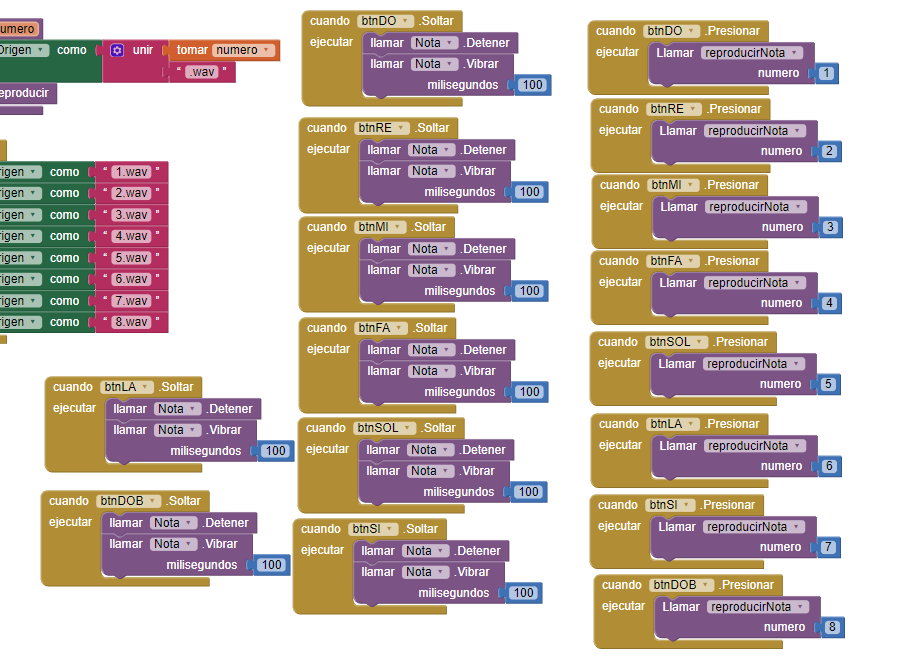 umero
Origen como unir tomar numero
" .wav "
eproducir
rigen como " 1.wav "
rigen como " 2.wav "
rigen como " 3.wav "
rigen como " 4.wav "
rigen como " 5.wav "
rigen como " 6.wav "
rigen como " 7.wav "
rigen como " 8.wav "
cuando btnLA .Soltar
ejecutar llamar Nota .Detener
llamar Nota .Vibrar
milisegundos 100
cuando btnDOB .Soltar
ejecutar llamar Nota .Detener
llamar Nota .Vibrar
milisegundos 100
cuando btnDO .Soltar
ejecutar llamar Nota .Detener
llamar Nota .Vibrar
milisegundos 100
cuando btnRE .Soltar
ejecutar llamar Nota .Detener
llamar Nota .Vibrar
milisegundos 100
cuando btnMI .Soltar
ejecutar llamar Nota .Detener
llamar Nota .Vibrar
milisegundos 100
cuando btnFA .Soltar
ejecutar llamar Nota .Detener
llamar Nota .Vibrar
milisegundos 100
cuando btnSOL .Soltar
ejecutar llamar Nota .Detener
llamar Nota .Vibrar
milisegundos 100
cuando btnSI .Soltar
ejecutar llamar Nota .Detener
llamar Nota .Vibrar
milisegundos 100
cuando btnDO .Presionar
ejecutar Llamar reproducirNota
numero 1
cuando btnRE .Presionar
ejecutar Llamar reproducirNota
numero 2
cuando btnMI .Presionar
ejecutar Llamar reproducirNota
numero 3
cuando btnFA .Presionar
ejecutar Llamar reproducirNota
numero 4
cuando btnSOL .Presionar
ejecutar Llamar reproducirNota
numero 5
cuando btnLA .Presionar
ejecutar Llamar reproducirNota
numero 6
cuando btnSI .Presionar
ejecutar Llamar reproducirNota
numero 7
cuando btnDOB .Presionar
ejecutar Llamar reproducirNota
numero 8